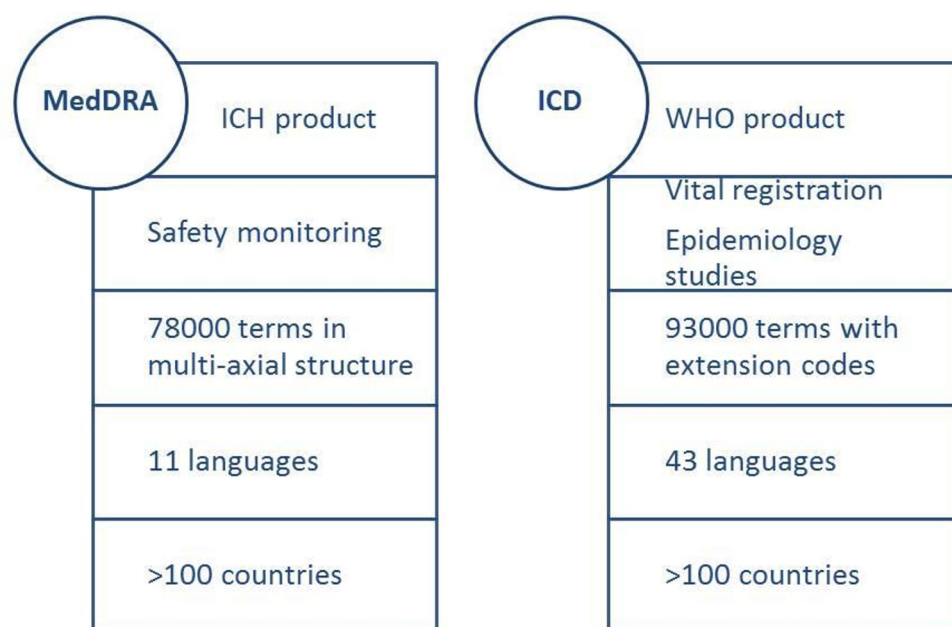 MedDRA
ICH product
Safety monitoring
78000 terms in
multi-axial structure
11 languages
>100 countries
ICD
WHO product
Vital registration
Epidemiology
studies
93000 terms with
extension codes
43 languages
>100 countries